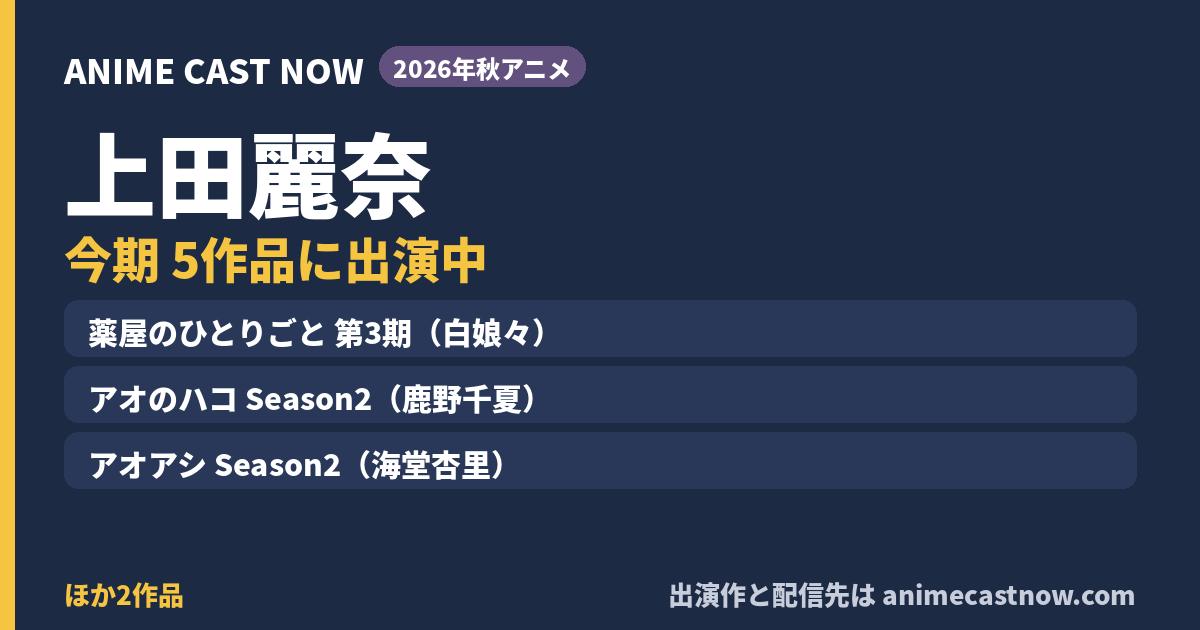 ANIME CAST NOW 2026年秋アニメ
上田麗奈
今期 5作品に出演中
薬屋のひとりごと 第3期（白娘々）
アオのハコ Season2（鹿野千夏）
アオアシ Season2（海堂杏里）
ほか2作品 出演作と配信先は animecastnow.com